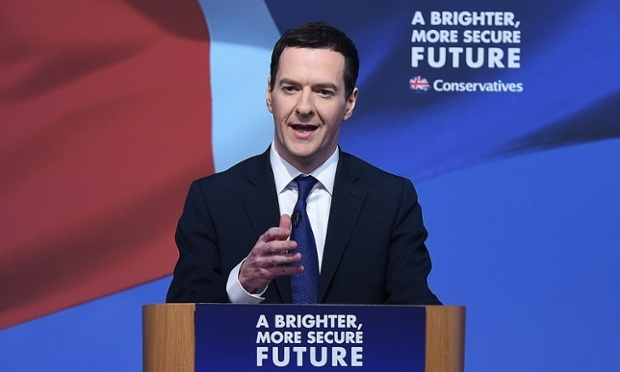 A BRIGHTER,
MORE SECURE
FUTURE
Conservatives
A BRIGHTER,
MORE SECURE
FUTURE